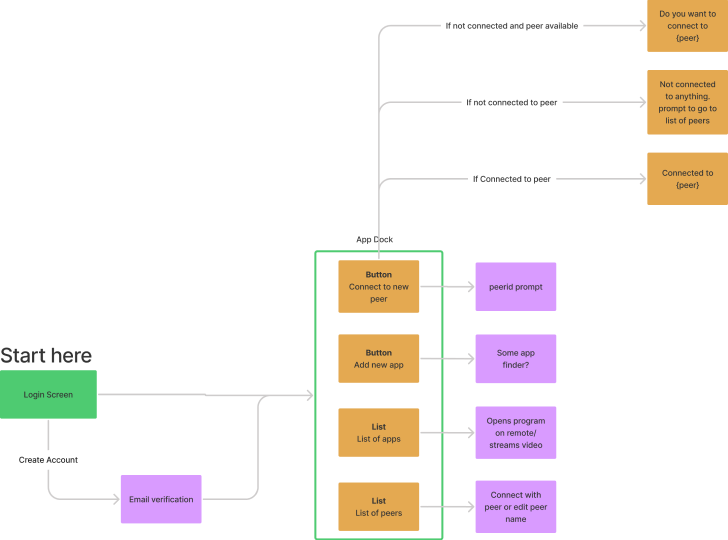 If not connected and peer available
Do you want to
connect to
{peer}
If not connected to peer
Not connected
to anything.
prompt to go to
list of peers
If Connected to peer
Connected to
{peer}
App Dock
Button
Connect to new
peer
peerid prompt
Button
Add new app
Some app
finder?
List
List of apps
Opens program
on remote/
streams video
List
List of peers
Connect with
peer or edit peer
name
Start here
Login Screen
Create Account
Email verification